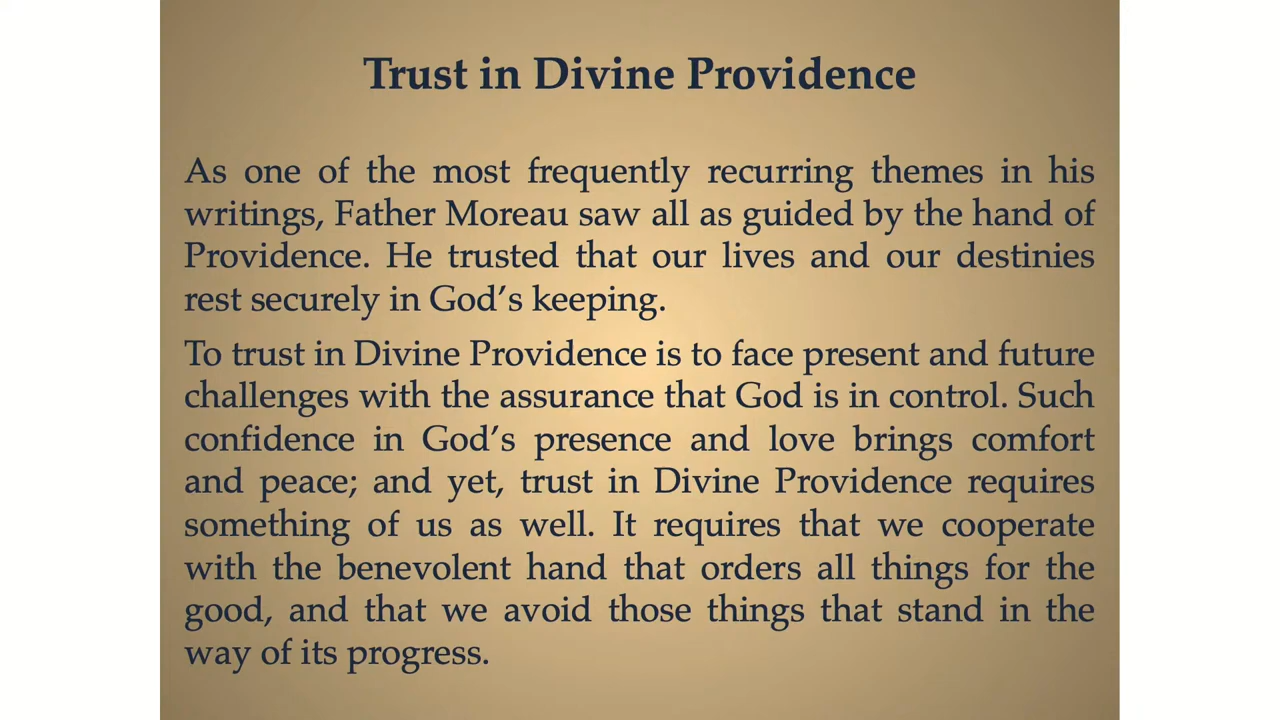 Trust in Divine Providence
As one of the most frequently recurring themes in his
writings, Father Moreau saw all as guided by the hand of
Providence. He trusted that our lives and our destinies
rest securely in God’s keeping.
To trust in Divine Providence is to face present and future
challenges with the assurance that God is in control. Such
confidence in God’s presence and love brings comfort
and peace; and yet, trust in Divine Providence requires
something of us as well. It requires that we cooperate
with the benevolent hand that orders all things for the
good, and that we avoid those things that stand in the
way of its progress.